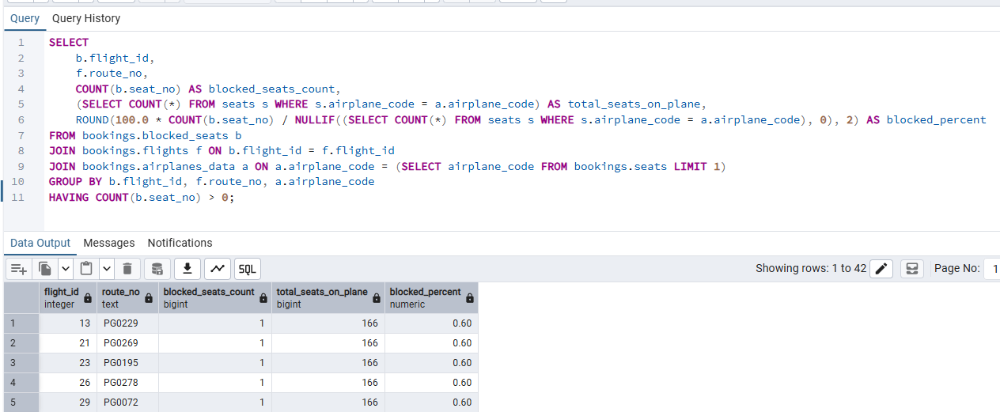 Query Query History
1 SELECT
2 b.flight_id,
3 f.route_no,
4 COUNT(b.seat_no) AS blocked_seats_count,
5 (SELECT COUNT(*) FROM seats s WHERE s.airplane_code = a.airplane_code) AS total_seats_on_plane,
6 ROUND(100.0 * COUNT(b.seat_no) / NULLIF((SELECT COUNT(*) FROM seats s WHERE s.airplane_code = a.airplane_code), 0), 2) AS blocked_percent
7 FROM bookings.blocked_seats b
8 JOIN bookings.flights f ON b.flight_id = f.flight_id
9 JOIN bookings.airplanes_data a ON a.airplane_code = (SELECT airplane_code FROM bookings.seats LIMIT 1)
10 GROUP BY b.flight_id, f.route_no, a.airplane_code
11 HAVING COUNT(b.seat_no) > 0;
Data Output Messages Notifications
SQL Showing rows: 1 to 42 Page No: 1
flight_id route_no blocked_seats_count total_seats_on_plane blocked_percent
integer text bigint bigint numeric
1 13 PG0229 1 166 0.60
2 21 PG0269 1 166 0.60
3 23 PG0195 1 166 0.60
4 26 PG0278 1 166 0.60
5 29 PG0072 1 166 0.60